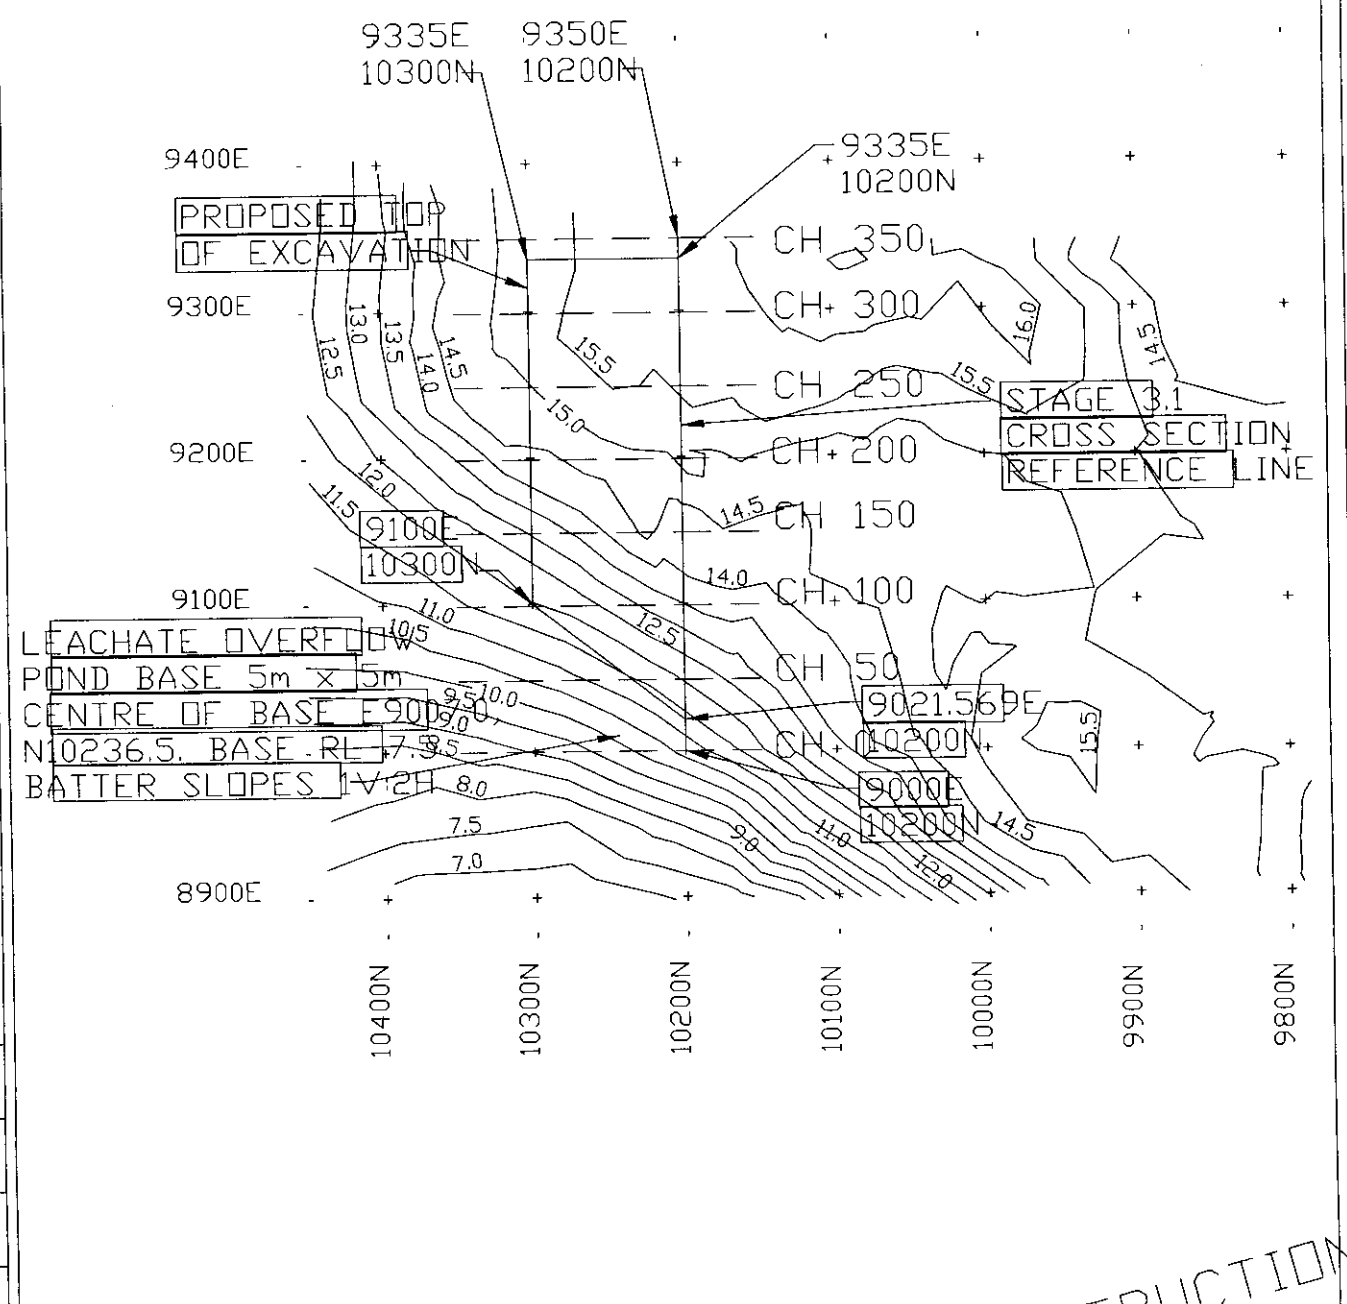 9335E 9350E
10300N 10200N
9335E
10200N
9400E
PROPOSED TOP
OF EXCAVATION
CH 350
9300E
CH 300
13.0
13.5
12.5
14.0
14.5
15.5
16.0
14.5
CH 250
15.5
15.0
STAGE 3.1
CROSS SECTION
REFERENCE LINE
9200E
CH 200
12.0
11.5
14.5
CH 150
9100E
10300N
14.0
CH 100
9100E
11.0
10.5
12.5
LEACHATE OVERFLOW
POND BASE 5m x 5m
CENTRE OF BASE
N10236.5. BASE RL 7.5
BATTER SLOPES 1V:2H
CH 50
9.5
10.0
9.0
8.5
8.0
9021.569E
10200N
CH 0
15.5
9000E
10200N
7.5
7.0
9.0
11.0
12.0
14.5
8900E
10400N
10300N
10200N
10100N
10000N
9900N
9800N